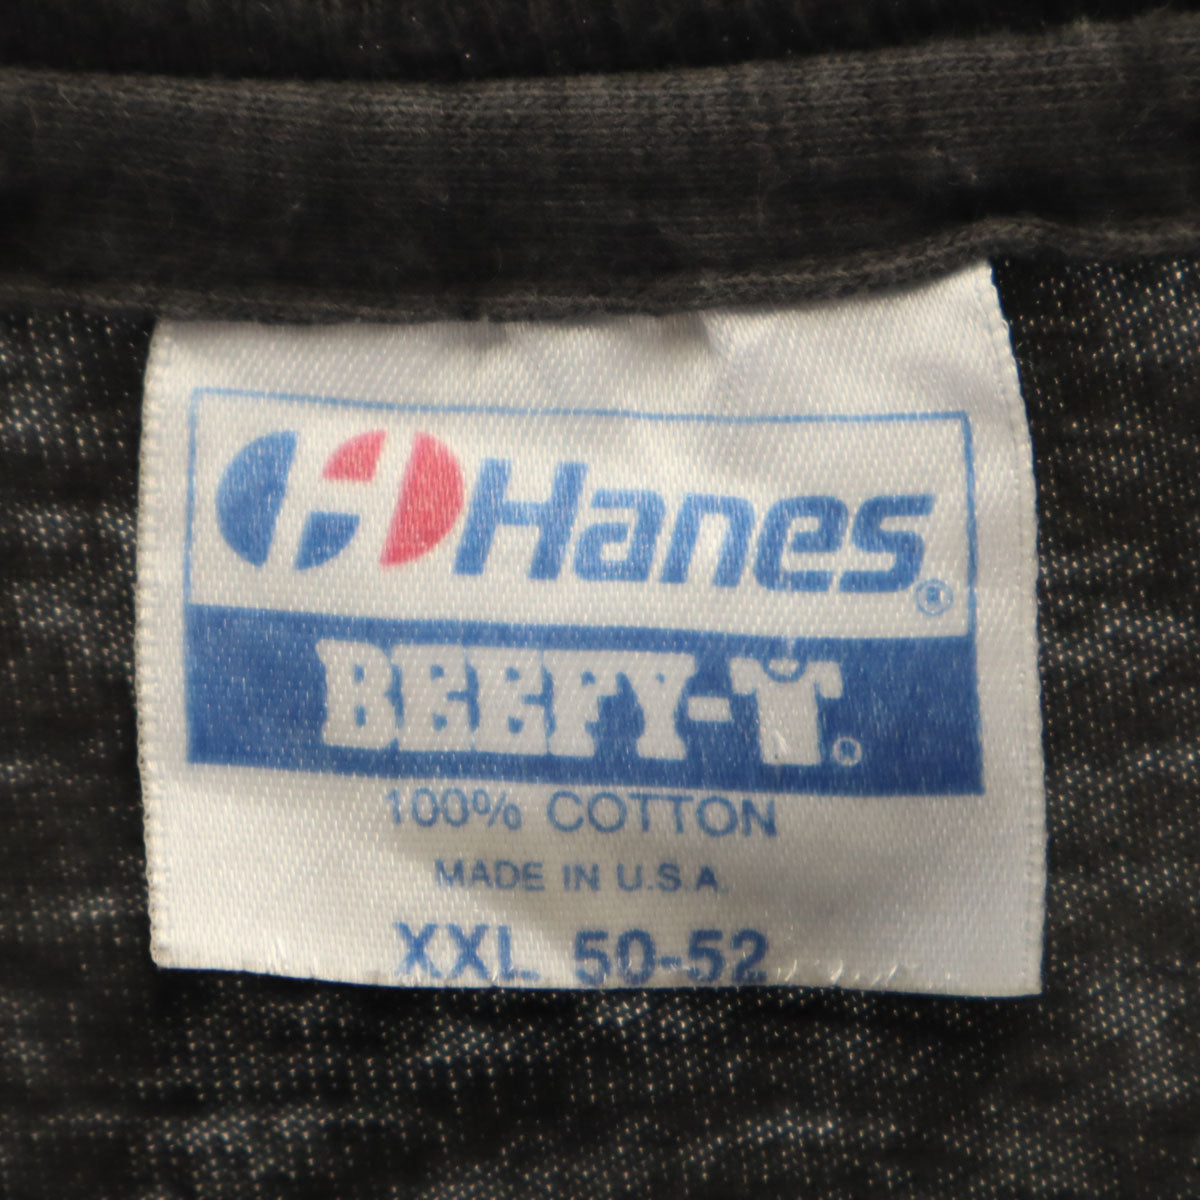 Hanes®
BEEFY-T®
100% COTTON
MADE IN U.S.A.
XXL 50-52